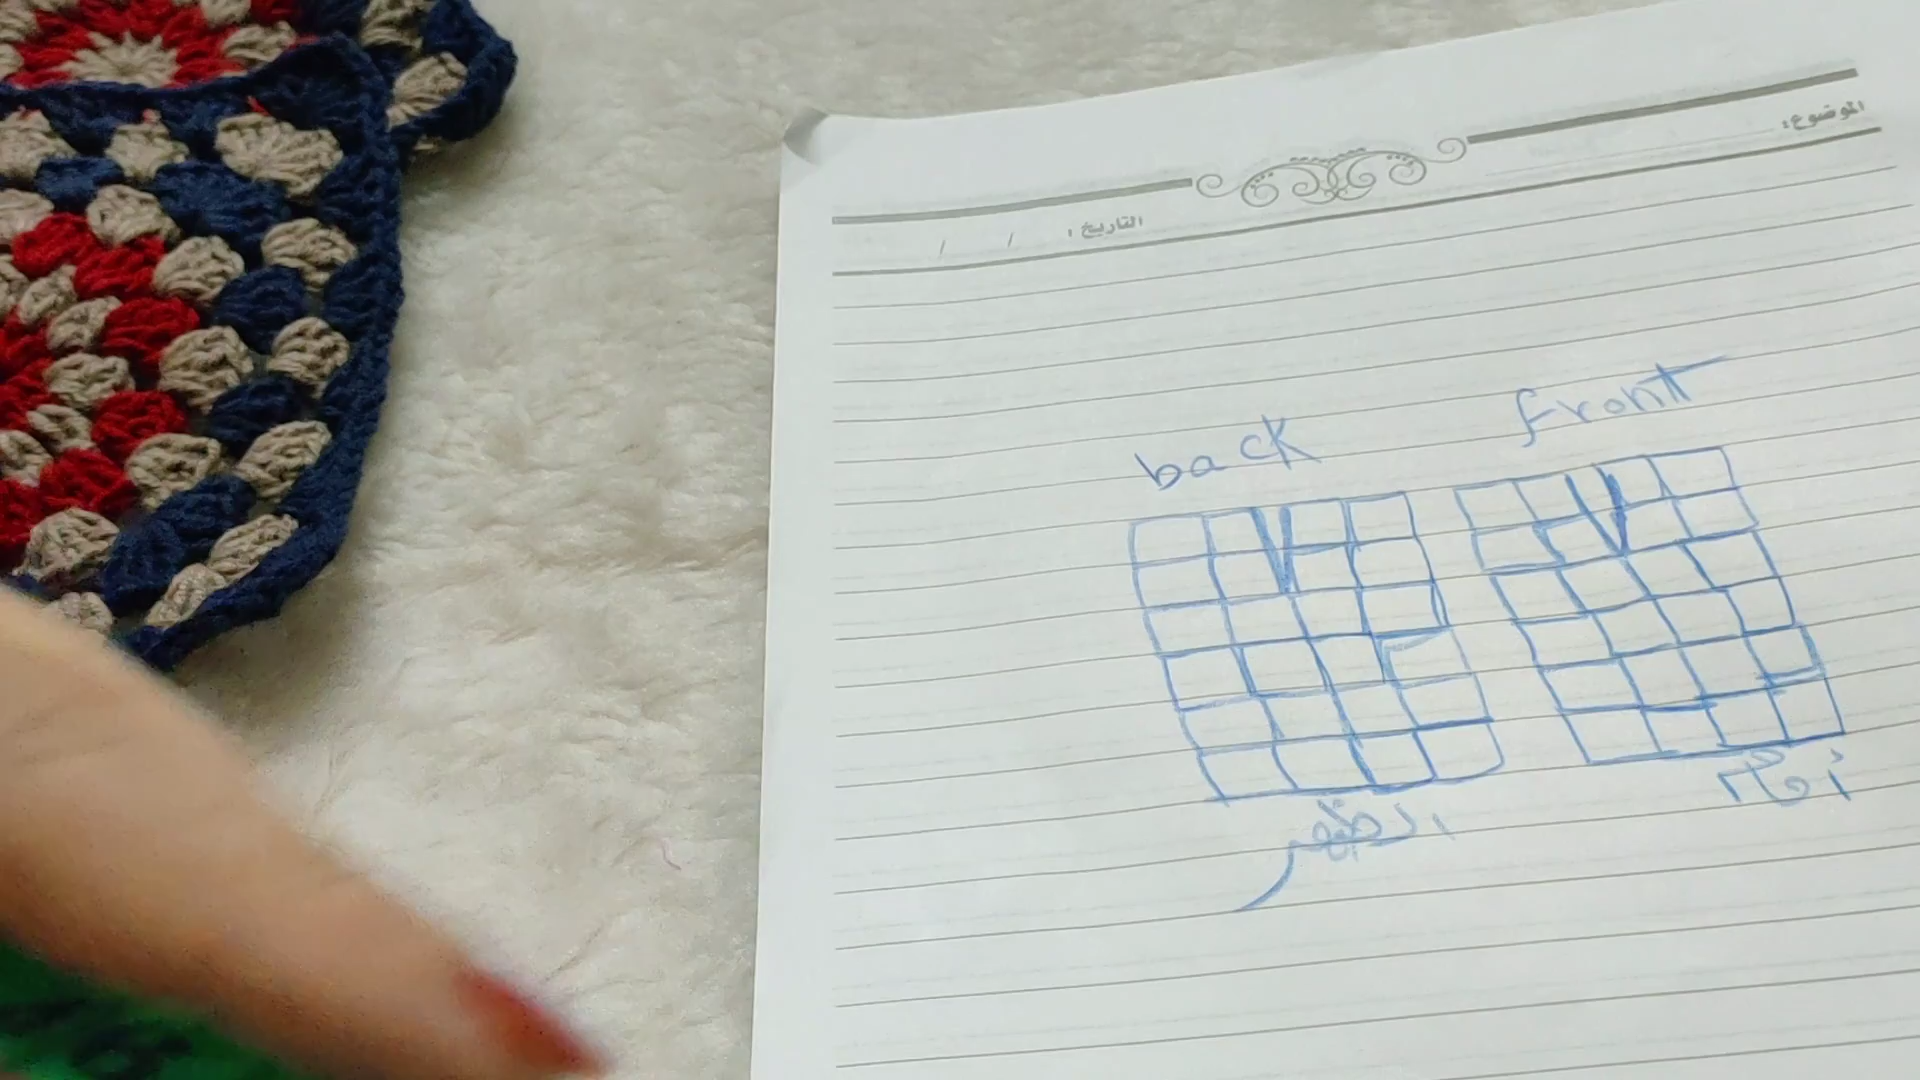 الموضوع:
التاريخ: / /
back front
الظهر أمام